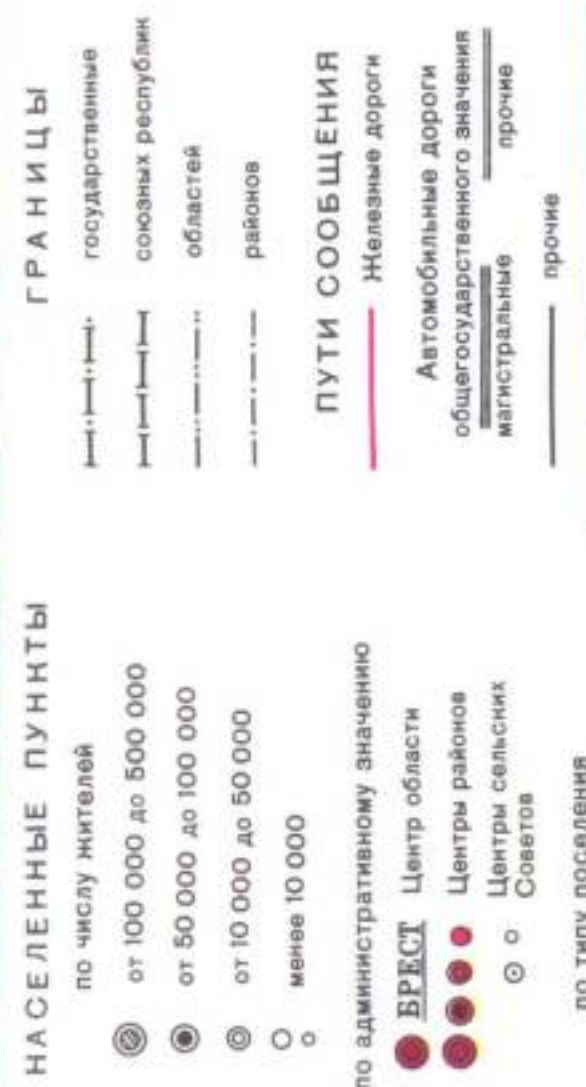 НАСЕЛЕННЫЕ ПУНКТЫ
по числу жителей
от 100 000 до 500 000
от 50 000 до 100 000
от 10 000 до 50 000
менее 10 000
по административному значению
БРЕСТ Центр области
Центры районов
Центры сельских
Советов
по типу поселения
ГРАНИЦЫ
государственные
союзных республик
областей
районов
ПУТИ СООБЩЕНИЯ
Железные дороги
Автомобильные дороги
общегосударственного значения
магистральные прочие
прочие